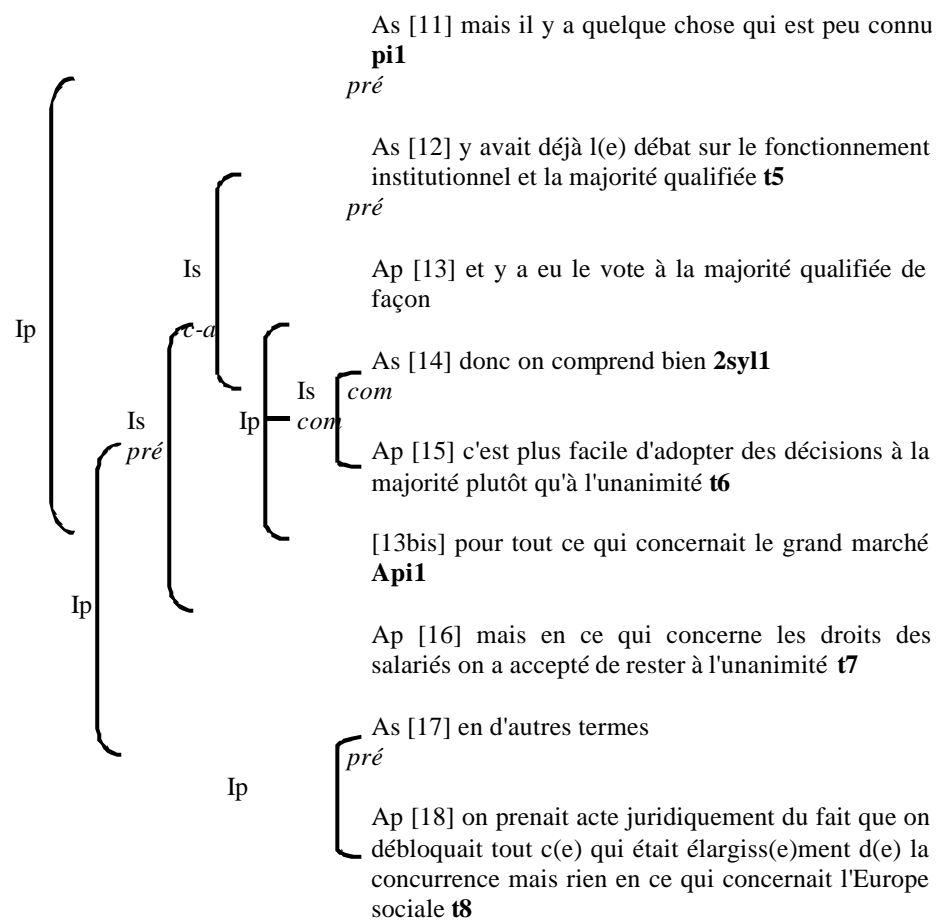 As [11] mais il y a quelque chose qui est peu connu
pi1
pré
As [12] y avait déjà l(e) débat sur le fonctionnement
institutionnel et la majorité qualifiée t5
pré
Is
Ap [13] et y a eu le vote à la majorité qualifiée de
façon
Ip
c-a
As [14] donc on comprend bien 2syl1
Is
com
Is
Ip
com
pré
Ap [15] c'est plus facile d'adopter des décisions à la
majorité plutôt qu'à l'unanimité t6
[13bis] pour tout ce qui concernait le grand marché
Api1
Ip
Ap [16] mais en ce qui concerne les droits des
salariés on a accepté de rester à l'unanimité t7
As [17] en d'autres termes
pré
Ip
Ap [18] on prenait acte juridiquement du fait que on
débloquait tout c(e) qui était élargiss(e)ment d(e) la
concurrence mais rien en ce qui concernait l'Europe
sociale t8